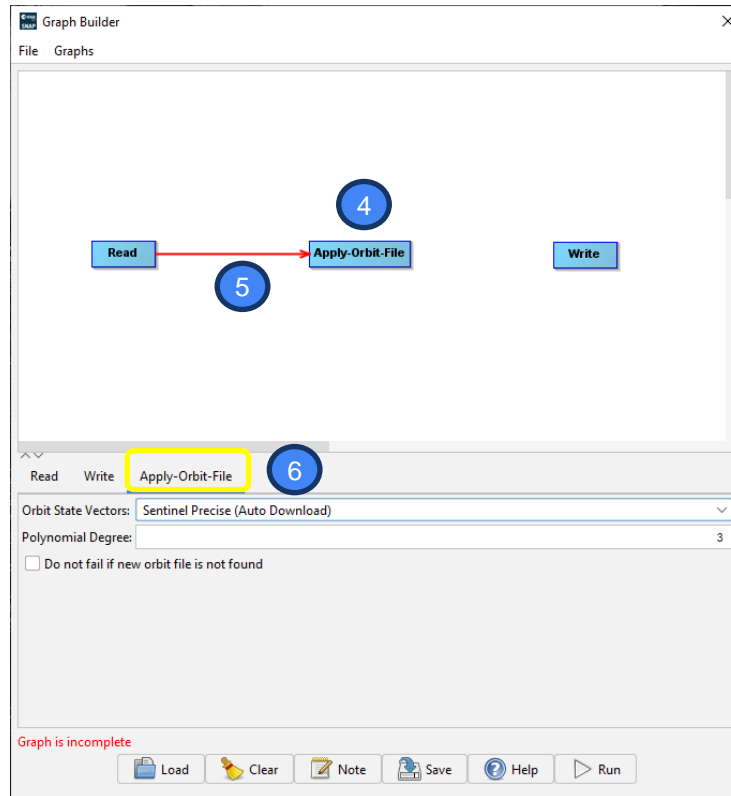 esa
SNAP
Graph Builder
File Graphs
4
Read
Apply-Orbit-File
Write
5
6
Read Write Apply-Orbit-File
Orbit State Vectors: Sentinel Precise (Auto Download)
Polynomial Degree: 3
Do not fail if new orbit file is not found
Graph is incomplete
Load Clear Note Save Help Run